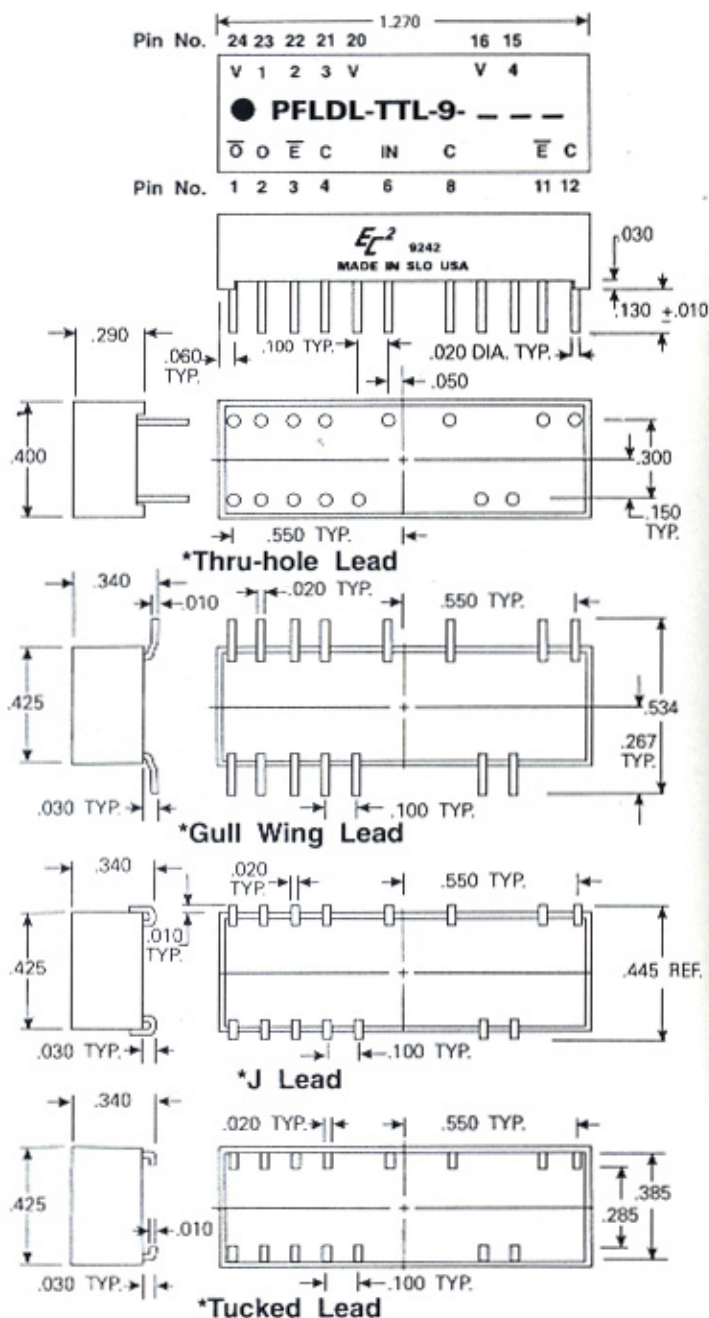 1.270
Pin No. 24 23 22 21 20 16 15
V 1 2 3 V V 4
PFLDL-TTL-9- _ _ _
O̅ O E̅ C IN C E̅ C
Pin No. 1 2 3 4 6 8 11 12
EC² 9242
MADE IN SLO USA
.030
.130 ±.010
.290
.060 TYP.
.100 TYP.
.020 DIA. TYP.
.050
.400
.300
.150 TYP.
.550 TYP.
*Thru-hole Lead
.340
.010
.020 TYP.
.550 TYP.
.425
.534
.267 TYP.
.030 TYP.
.100 TYP.
*Gull Wing Lead
.340
.020 TYP.
.550 TYP.
.010 TYP.
.425
.445 REF.
.030 TYP.
.100 TYP.
*J Lead
.340
.020 TYP.
.550 TYP.
.425
.385
.285
.010
.030 TYP.
.100 TYP.
*Tucked Lead